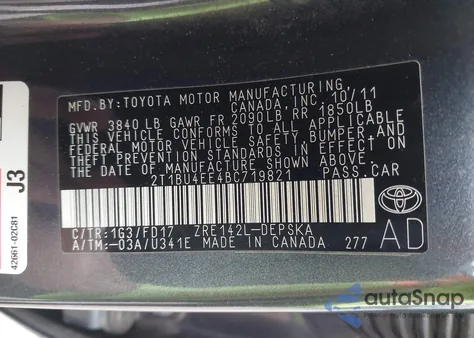 MFD.BY:TOYOTA MOTOR MANUFACTURING,
CANADA, INC. 10/11
GVWR 3840 LB GAWR FR 2090LB RR 1850LB
THIS VEHICLE CONFORMS TO ALL APPLICABLE
FEDERAL MOTOR VEHICLE SAFETY, BUMPER, AND
THEFT PREVENTION STANDARDS IN EFFECT ON
THE DATE OF MANUFACTURE SHOWN ABOVE.
2T1BU4EE4BC719821 PASS.CAR
C/TR:1G3/FD17 ZRE142L-DEPSKA
A/TM:-03A/U341E MADE IN CANADA 277
AD
TOYOTA
J3
42661-02C81
autoSnap